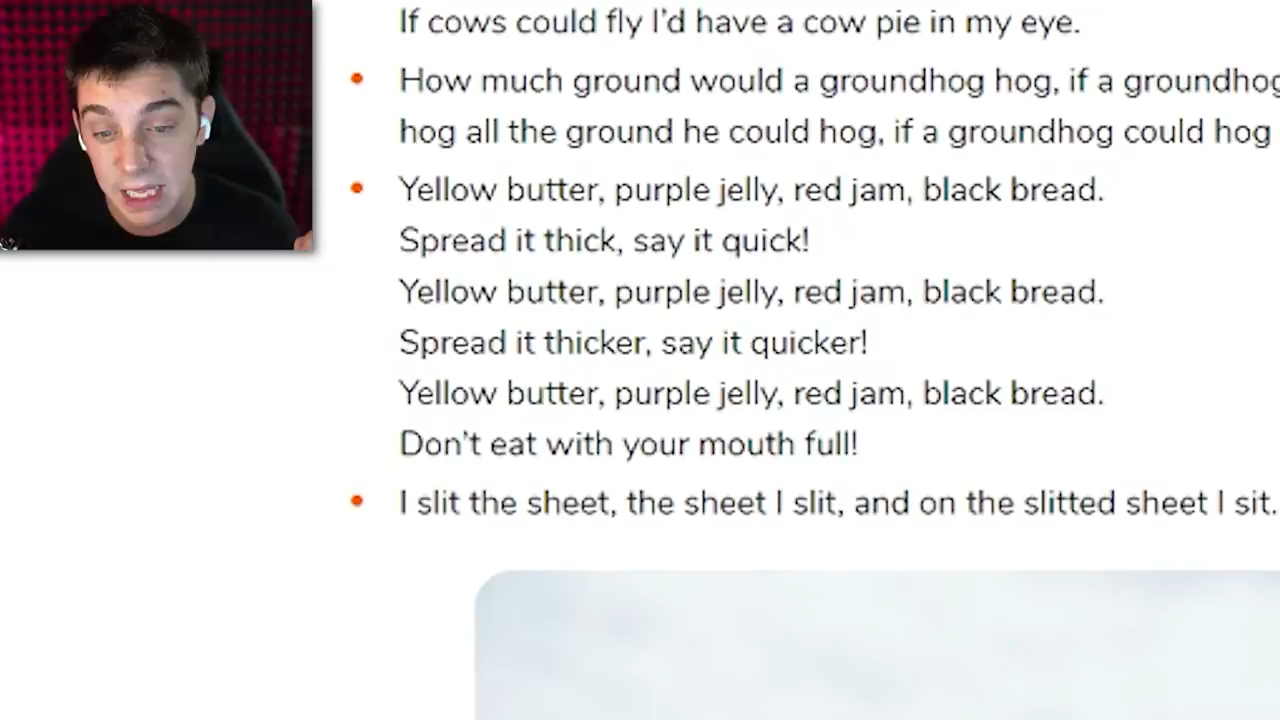 If cows could fly I'd have a cow pie in my eye.
How much ground would a groundhog hog, if a groundhog
hog all the ground he could hog, if a groundhog could hog
Yellow butter, purple jelly, red jam, black bread.
Spread it thick, say it quick!
Yellow butter, purple jelly, red jam, black bread.
Spread it thicker, say it quicker!
Yellow butter, purple jelly, red jam, black bread.
Don't eat with your mouth full!
I slit the sheet, the sheet I slit, and on the slitted sheet I sit.